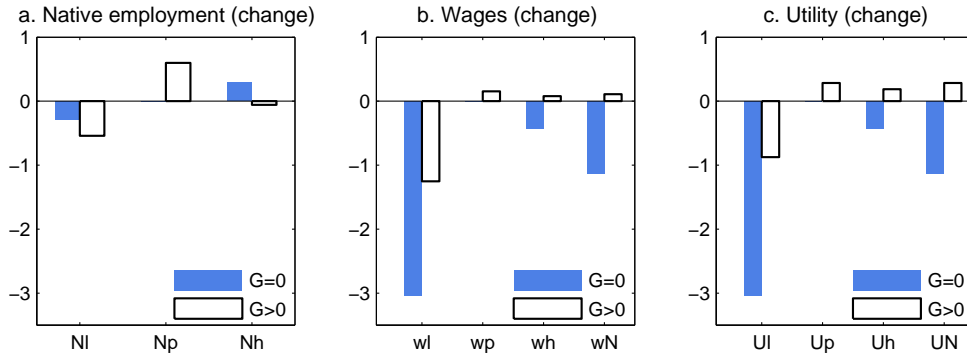 a. Native employment (change)
1
0
−1
−2
−3
Nl
Np
Nh
G=0
G>0
b. Wages (change)
1
0
−1
−2
−3
wl
wp
wh
wN
G=0
G>0
c. Utility (change)
1
0
−1
−2
−3
Ul
Up
Uh
UN
G=0
G>0